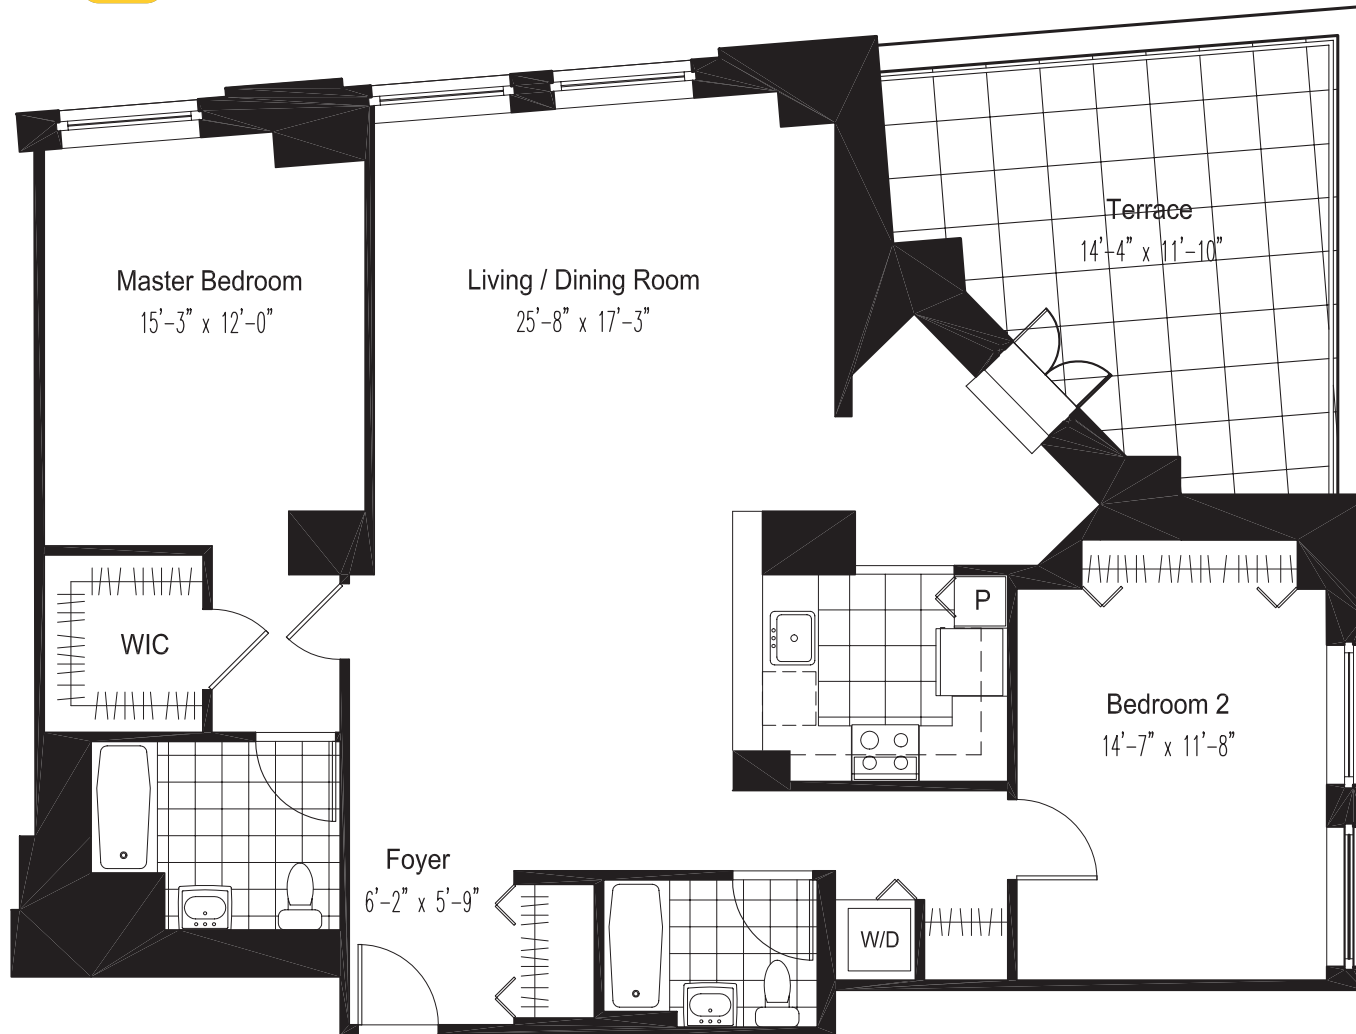 Terrace
14'-4" x 11'-10"
Master Bedroom
15'-3" x 12'-0"
Living / Dining Room
25'-8" x 17'-3"
P
WIC
Bedroom 2
14'-7" x 11'-8"
Foyer
6'-2" x 5'-9"
W/D